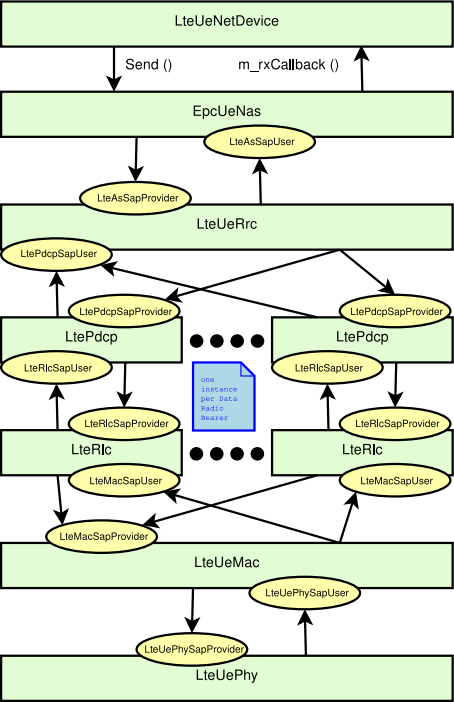 LteUeNetDevice
Send ()
m_rxCallback ()
EpcUeNas
LteAsSapUser
LteAsSapProvider
LteUeRrc
LtePdcpSapUser
LtePdcpSapProvider
LtePdcpSapProvider
LtePdcp
LtePdcp
LteRlcSapUser
LteRlcSapUser
one
instance
per Data
Radio
Bearer
LteRlcSapProvider
LteRlcSapProvider
LteRlc
LteRlc
LteMacSapUser
LteMacSapUser
LteMacSapProvider
LteUeMac
LteUePhySapUser
LteUePhySapProvider
LteUePhy